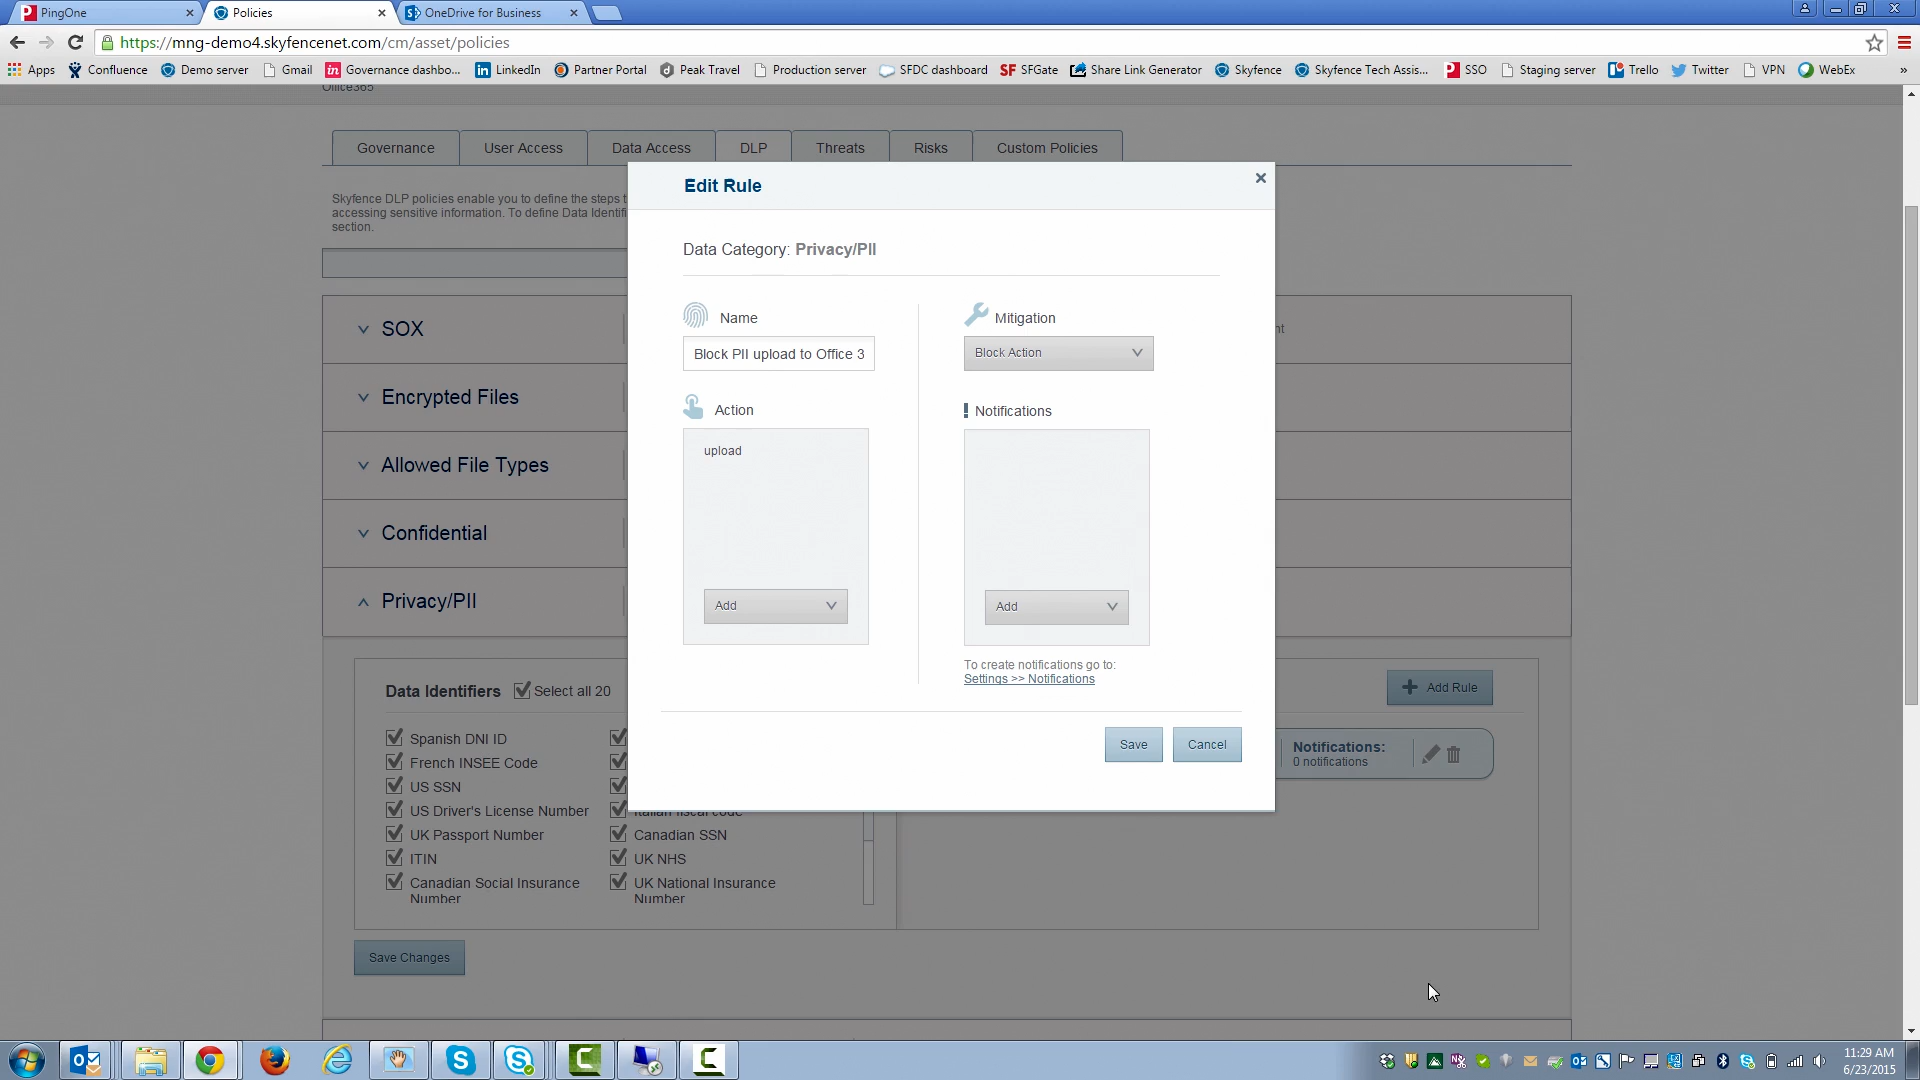 PingOne
Policies
OneDrive for Business
https://mng-demo4.skyfencenet.com/cm/asset/policies
Apps
Confluence
Demo server
Gmail
Governance dashbo...
LinkedIn
Partner Portal
Peak Travel
Production server
SFDC dashboard
SFGate
Share Link Generator
Skyfence
Skyfence Tech Assis...
SSO
Staging server
Trello
Twitter
VPN
WebEx
»
Office365
Governance
User Access
Data Access
DLP
Threats
Risks
Custom Policies
Skyfence DLP policies enable you to define the steps t
accessing sensitive information. To define Data Identifi
section.
Edit Rule
Data Category: Privacy/PII
Name
Block PII upload to Office 3
Action
upload
Add
Mitigation
Block Action
Notifications
Add
To create notifications go to:
Settings >> Notifications
Save
Cancel
SOX
nt
Encrypted Files
Allowed File Types
Confidential
Privacy/PII
Data Identifiers
Select all 20
Add Rule
Spanish DNI ID
French INSEE Code
US SSN
US Driver's License Number
Italian fiscal code
UK Passport Number
Canadian SSN
ITIN
UK NHS
Canadian Social Insurance
Number
UK National Insurance
Number
Notifications:
0 notifications
Save Changes
11:29 AM
6/23/2015